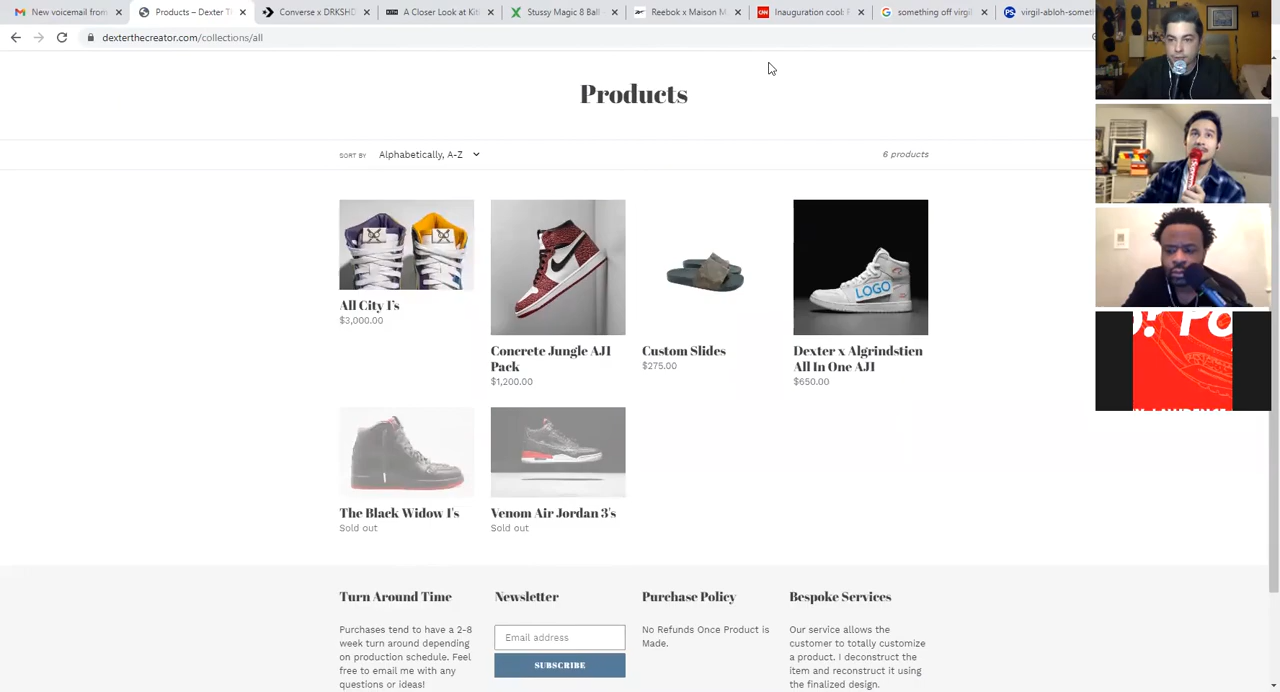 New voicemail from
Products – Dexter T
Converse x DRKSHD
A Closer Look at Kit
Stussy Magic 8 Ball
Reebok x Maison M
Inauguration cool: F
something off virgil
virgil-abloh-someth
dexterthecreator.com/collections/all
Products
SORT BY
Alphabetically, A-Z
6 products
LOGO
All City 1's
$3,000.00
Concrete Jungle AJ1
Pack
$1,200.00
Custom Slides
$275.00
Dexter x Algrindstien
All In One AJ1
$650.00
The Black Widow 1's
Sold out
Venom Air Jordan 3's
Sold out
Turn Around Time
Purchases tend to have a 2-8
week turn around depending
on production schedule. Feel
free to email me with any
questions or ideas!
Newsletter
Email address
SUBSCRIBE
Purchase Policy
No Refunds Once Product is
Made.
Bespoke Services
Our service allows the
customer to totally customize
a product. I deconstruct the
item and reconstruct it using
the finalized design.